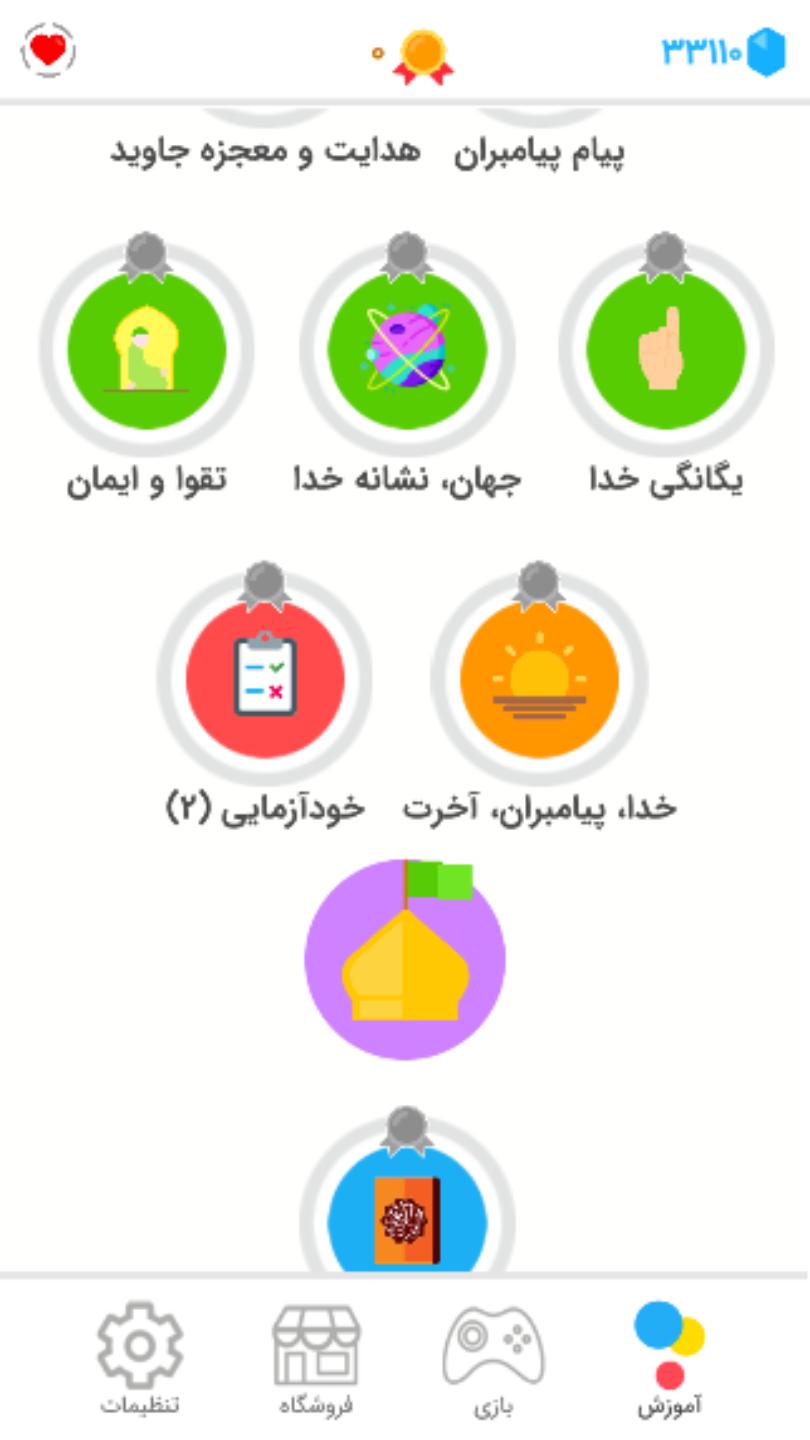 ۳۳۱۱۰
۰
پیام پیامبران
هدایت و معجزه جاوید
یگانگی خدا
جهان، نشانه خدا
تقوا و ایمان
خدا، پیامبران، آخرت
خودآزمایی (۲)
آموزش
بازی
فروشگاه
تنظیمات